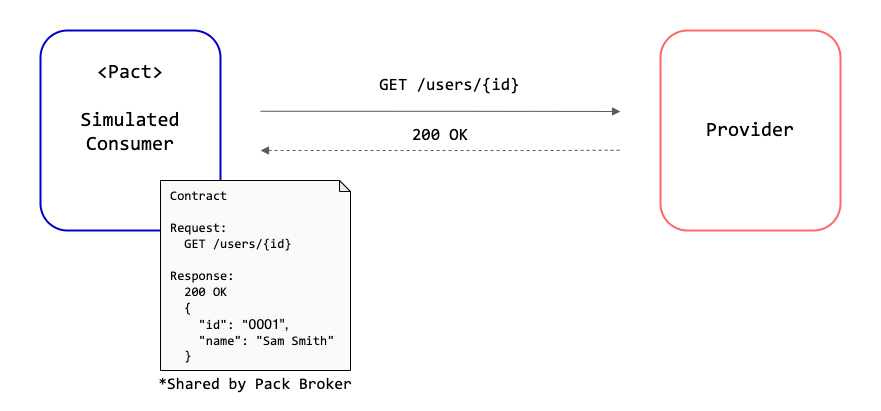 <Pact>
Simulated
Consumer
GET /users/{id}
200 OK
Provider
Contract
Request:
GET /users/{id}
Response:
200 OK
{
"id": "0001",
"name": "Sam Smith"
}
*Shared by Pack Broker